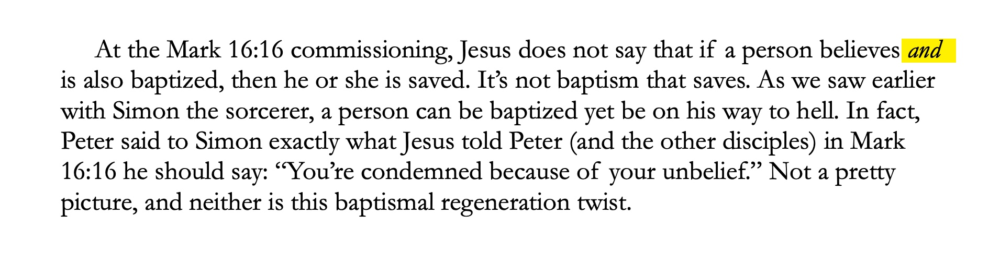 At the Mark 16:16 commissioning, Jesus does not say that if a person believes and
is also baptized, then he or she is saved. It’s not baptism that saves. As we saw earlier
with Simon the sorcerer, a person can be baptized yet be on his way to hell. In fact,
Peter said to Simon exactly what Jesus told Peter (and the other disciples) in Mark
16:16 he should say: “You’re condemned because of your unbelief.” Not a pretty
picture, and neither is this baptismal regeneration twist.